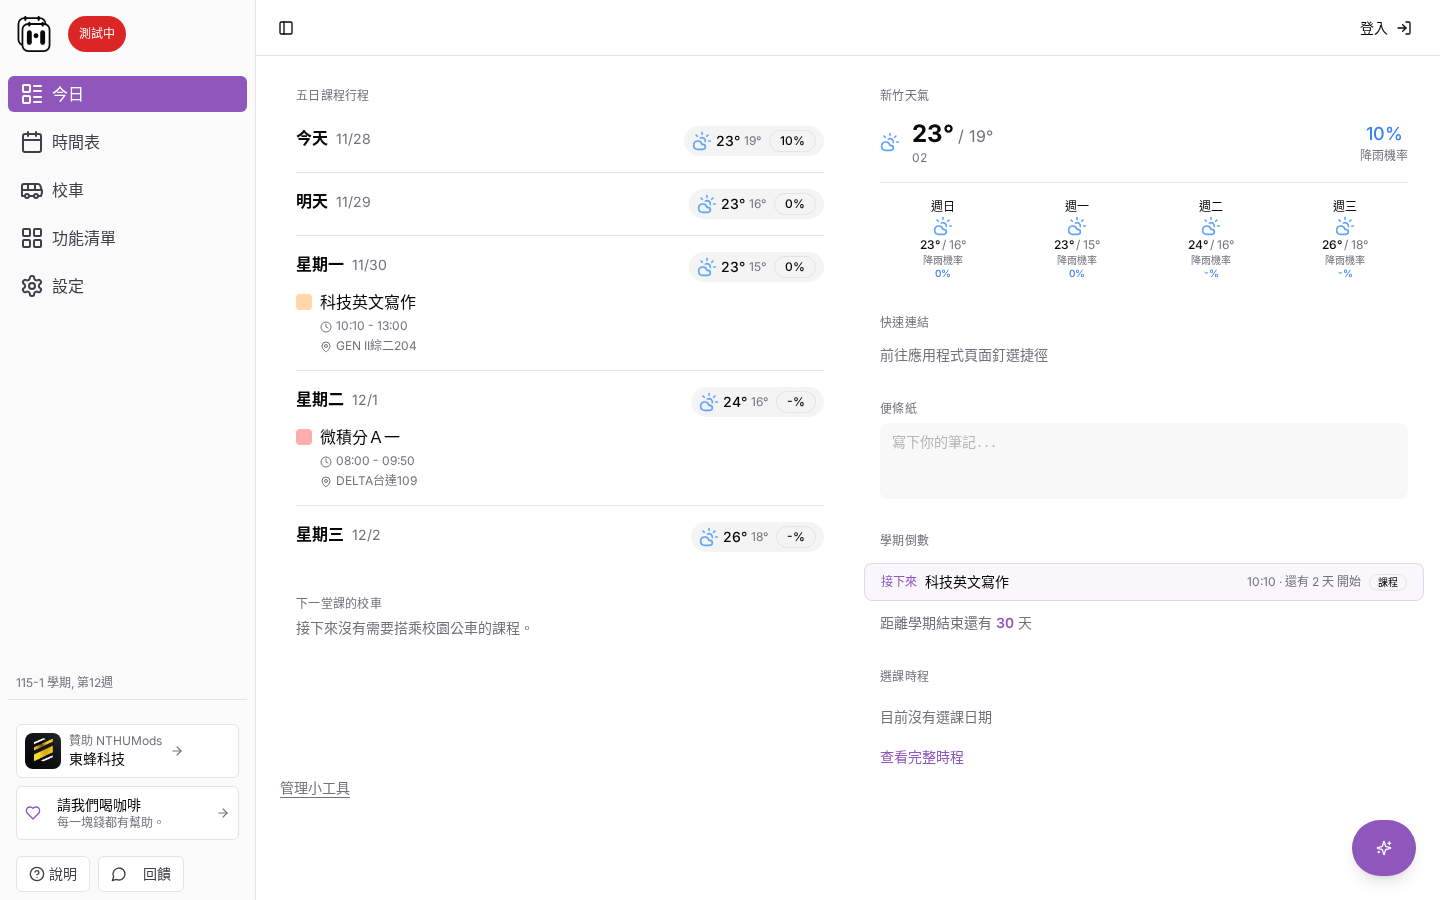 測試中
今日
時間表
校車
功能清單
設定
115-1 學期, 第12週
贊助 NTHUMods
東蜂科技
請我們喝咖啡
每一塊錢都有幫助。
說明
回饋
登入
五日課程行程
今天 11/28
23° 19° 10%
明天 11/29
23° 16° 0%
星期一 11/30
23° 15° 0%
科技英文寫作
10:10 - 13:00
GEN II綜二204
星期二 12/1
24° 16° -%
微積分Ａ一
08:00 - 09:50
DELTA台達109
星期三 12/2
26° 18° -%
下一堂課的校車
接下來沒有需要搭乘校園公車的課程。
管理小工具
新竹天氣
23° / 19°
02
10%
降雨機率
週日 週一 週二 週三
23° / 16° 23° / 15° 24° / 16° 26° / 18°
降雨機率 降雨機率 降雨機率 降雨機率
0% 0% -% -%
快速連結
前往應用程式頁面釘選捷徑
便條紙
寫下你的筆記...
學期倒數
接下來 科技英文寫作 10:10 · 還有 2 天 開始 課程
距離學期結束還有 30 天
選課時程
目前沒有選課日期
查看完整時程